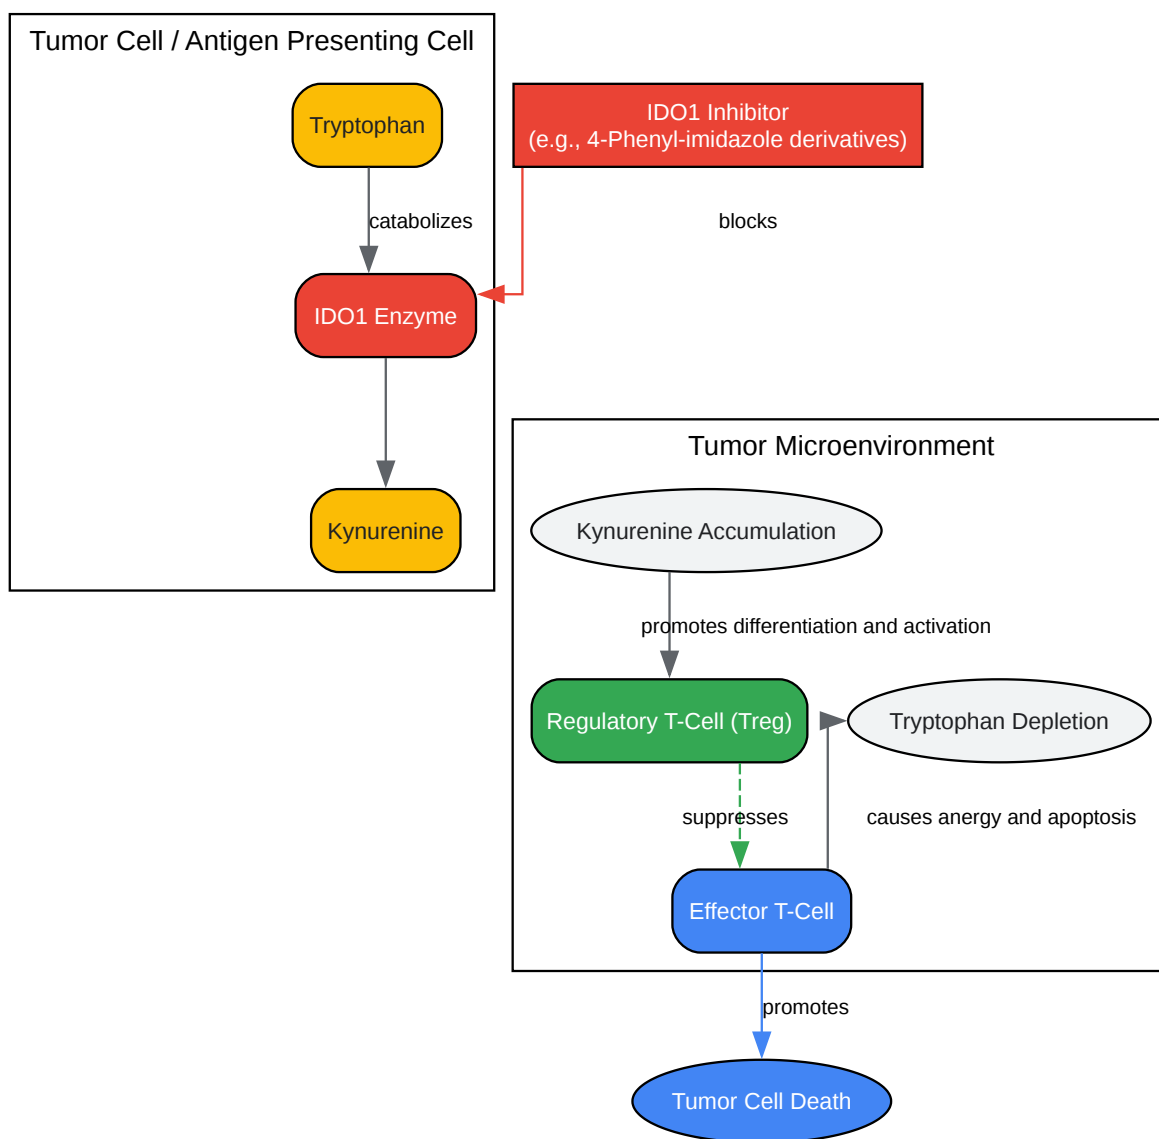 Tumor Cell / Antigen Presenting Cell
Tryptophan
IDO1 Inhibitor
(e.g., 4-Phenyl-imidazole derivatives)
catabolizes
blocks
IDO1 Enzyme
Tumor Microenvironment
Kynurenine
Kynurenine Accumulation
promotes differentiation and activation
Regulatory T-Cell (Treg)
Tryptophan Depletion
suppresses
causes anergy and apoptosis
Effector T-Cell
promotes
Tumor Cell Death